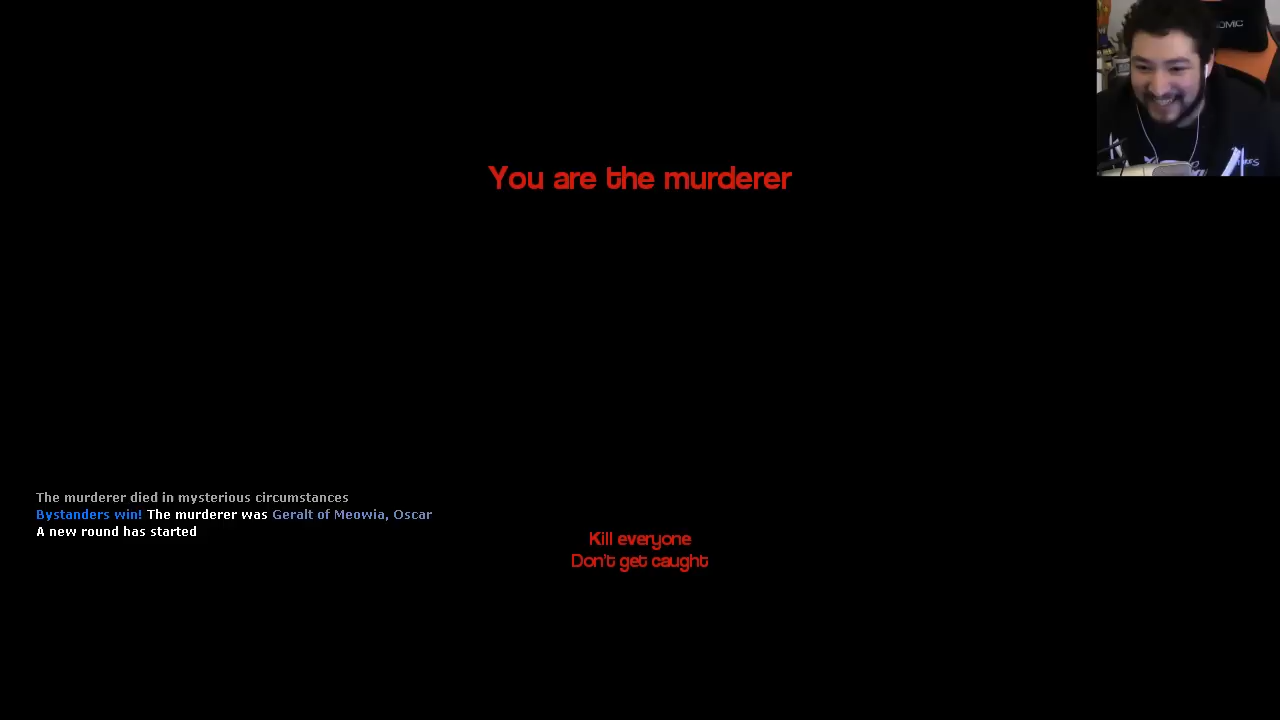 You are the murderer
The murderer died in mysterious circumstances
Bystanders win! The murderer was Geralt of Meowia, Oscar
A new round has started
Kill everyone
Don't get caught